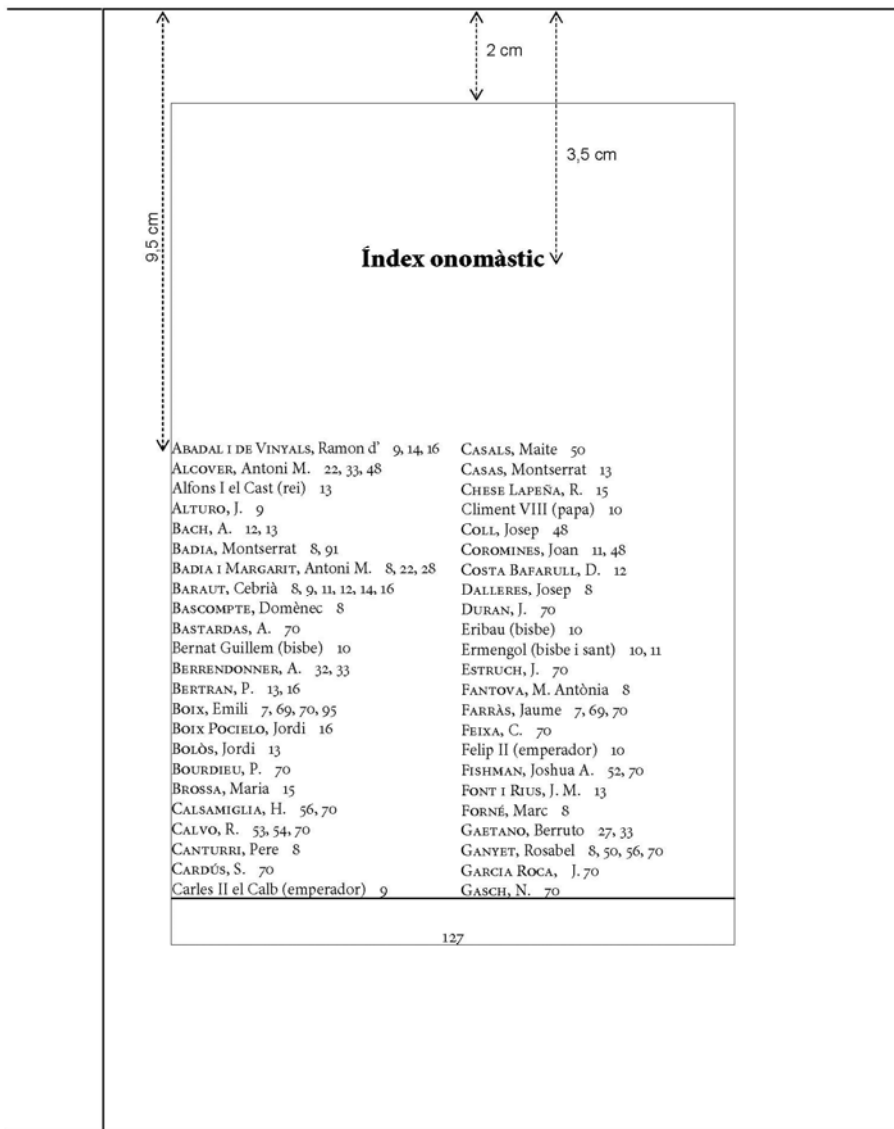 2 cm
3,5 cm
9,5 cm
Índex onomàstic
ABADAL I DE VINYALS, Ramon d' 9, 14, 16
ALCOVER, Antoni M. 22, 33, 48
Alfons I el Cast (rei) 13
ALTURO, J. 9
BACH, A. 12, 13
BADIA, Montserrat 8, 91
BADIA I MARGARIT, Antoni M. 8, 22, 28
BARAUT, Cebrià 8, 9, 11, 12, 14, 16
BASCOMPTE, Domènec 8
BASTARDAS, A. 70
Bernat Guillem (bisbe) 10
BERRENDONNER, A. 32, 33
BERTRAN, P. 13, 16
BOIX, Emili 7, 69, 70, 95
BOIX POCIELO, Jordi 16
BOLÒS, Jordi 13
BOURDIEU, P. 70
BROSSA, Maria 15
CALSAMIGLIA, H. 56, 70
CALVO, R. 53, 54, 70
CANTURRI, Pere 8
CARDÚS, S. 70
Carles II el Calb (emperador) 9
CASALS, Maite 50
CASAS, Montserrat 13
CHESE LAPEÑA, R. 15
Climent VIII (papa) 10
COLL, Josep 48
COROMINES, Joan 11, 48
COSTA BAFARULL, D. 12
DALLERES, Josep 8
DURAN, J. 70
Eribau (bisbe) 10
Ermengol (bisbe i sant) 10, 11
ESTRUCH, J. 70
FANTOVA, M. Antònia 8
FARRÀS, Jaume 7, 69, 70
FEIXA, C. 70
Felip II (emperador) 10
FISHMAN, Joshua A. 52, 70
FONT I RIUS, J. M. 13
FORNÉ, Marc 8
GAETANO, Berruto 27, 33
GANYET, Rosabel 8, 50, 56, 70
GARCIA ROCA, J. 70
GASCH, N. 70
127